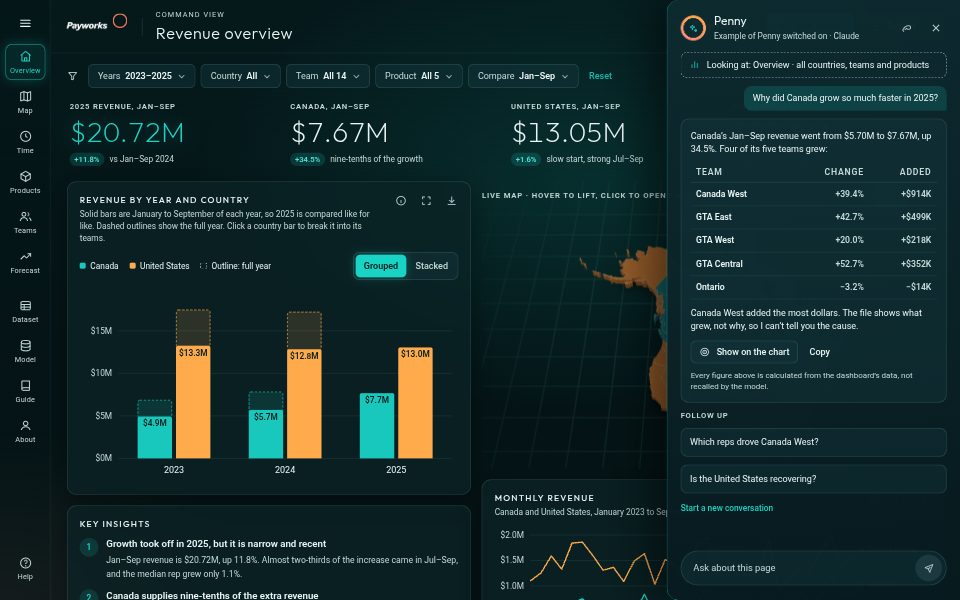 Payworks
COMMAND VIEW
Revenue overview
Overview
Map
Time
Products
Teams
Forecast
Dataset
Model
Guide
About
Help
Years 2023–2025
Country All
Team All 14
Product All 5
Compare Jan–Sep
Reset
2025 REVENUE, JAN–SEP
$20.72M
+11.8% vs Jan–Sep 2024
CANADA, JAN–SEP
$7.67M
+34.5% nine-tenths of the growth
UNITED STATES, JAN–SEP
$13.05M
+1.6% slow start, strong Jul–Sep
REVENUE BY YEAR AND COUNTRY
Solid bars are January to September of each year, so 2025 is compared like for
like. Dashed outlines show the full year. Click a country bar to break it into its
teams.
Canada
United States
Outline: full year
Grouped
Stacked
$15M
$10M
$5M
$0M
$4.9M
$13.3M
$5.7M
$12.8M
$7.7M
$13.0M
2023
2024
2025
KEY INSIGHTS
1
Growth took off in 2025, but it is narrow and recent
Jan–Sep revenue is $20.72M, up 11.8%. Almost two-thirds of the increase came in Jul–Sep,
and the median rep grew only 1.1%.
2
Canada supplies nine-tenths of the extra revenue
LIVE MAP · HOVER TO LIFT, CLICK TO OPEN
MONTHLY REVENUE
Canada and United States, January 2023 to Sep
$2.0M
$1.5M
$1.0M
Penny
Example of Penny switched on · Claude
Looking at: Overview · all countries, teams and products
Why did Canada grow so much faster in 2025?
Canada's Jan–Sep revenue went from $5.70M to $7.67M, up
34.5%. Four of its five teams grew:
TEAM CHANGE ADDED
Canada West +39.4% +$914K
GTA East +42.7% +$499K
GTA West +20.0% +$218K
GTA Central +52.7% +$352K
Ontario −3.2% −$14K
Canada West added the most dollars. The file shows what
grew, not why, so I can't tell you the cause.
Show on the chart
Copy
Every figure above is calculated from the dashboard's data, not
recalled by the model.
FOLLOW UP
Which reps drove Canada West?
Is the United States recovering?
Start a new conversation
Ask about this page